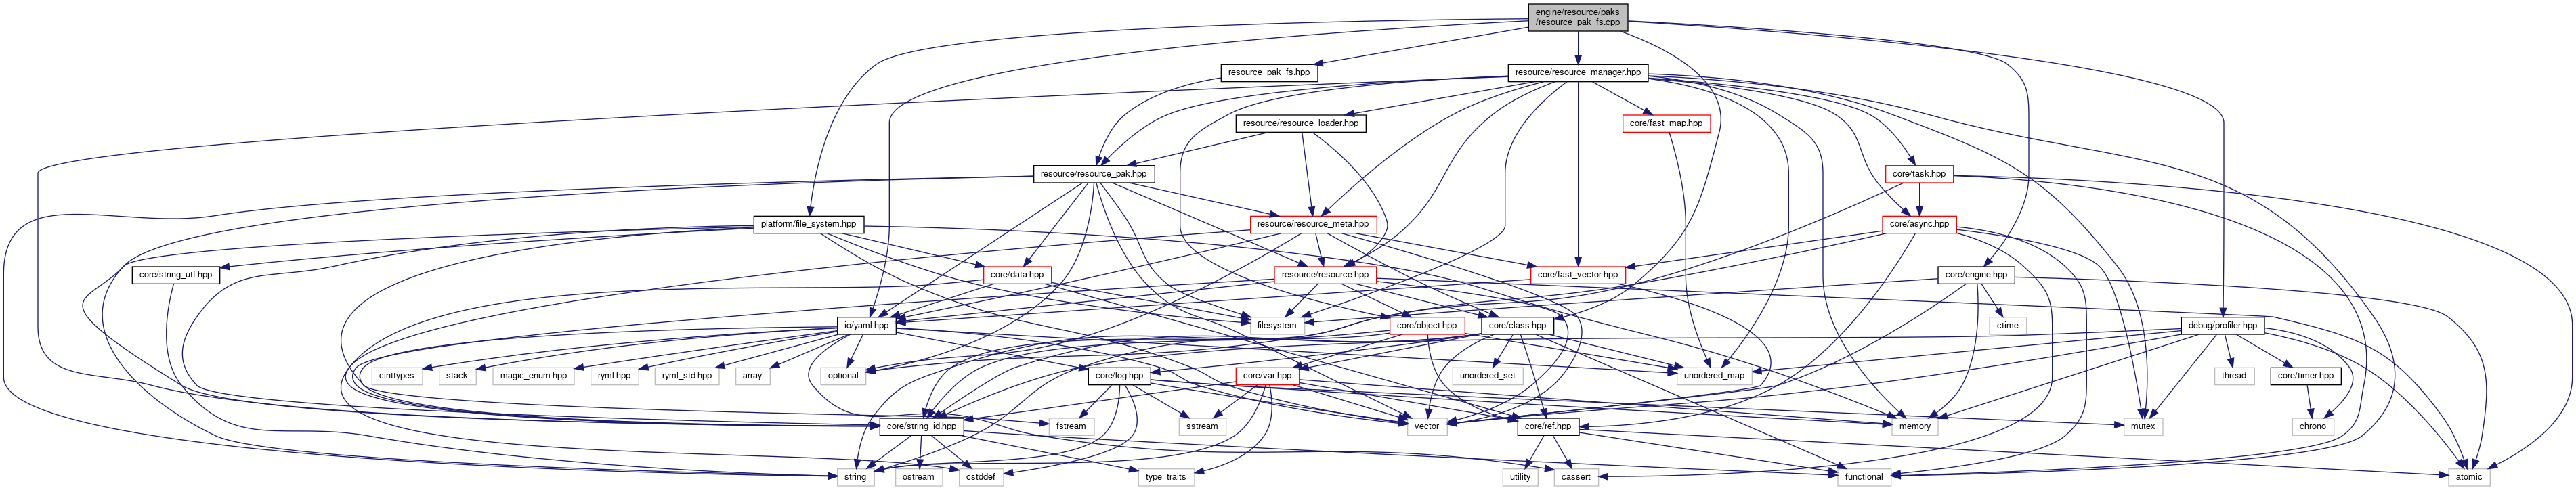 engine/resource/paks
/resource_pak_fs.cpp
resource_pak_fs.hpp
resource/resource_manager.hpp
resource/resource_loader.hpp
core/fast_map.hpp
resource/resource_pak.hpp
core/task.hpp
platform/file_system.hpp
resource/resource_meta.hpp
core/async.hpp
core/string_utf.hpp
core/data.hpp
resource/resource.hpp
core/fast_vector.hpp
core/engine.hpp
io/yaml.hpp
filesystem
core/object.hpp
core/class.hpp
ctime
debug/profiler.hpp
cinttypes
stack
magic_enum.hpp
ryml.hpp
ryml_std.hpp
array
optional
core/log.hpp
core/var.hpp
unordered_set
unordered_map
thread
core/timer.hpp
core/string_id.hpp
fstream
sstream
vector
core/ref.hpp
memory
mutex
chrono
string
ostream
cstddef
type_traits
utility
cassert
functional
atomic